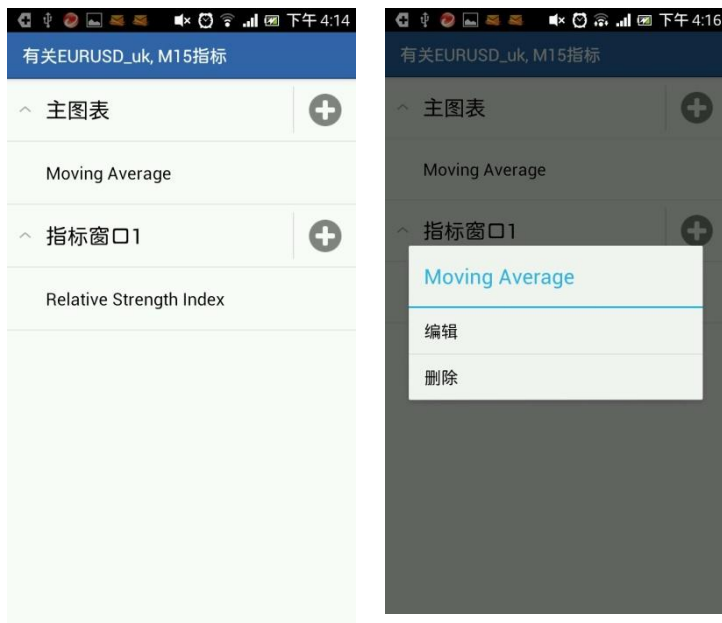 下午 4:14
有关EURUSD_uk, M15指标
主图表
Moving Average
指标窗口1
Relative Strength Index
下午 4:16
有关EURUSD_uk, M15指标
主图表
Moving Average
指标窗口1
Moving Average
编辑
删除